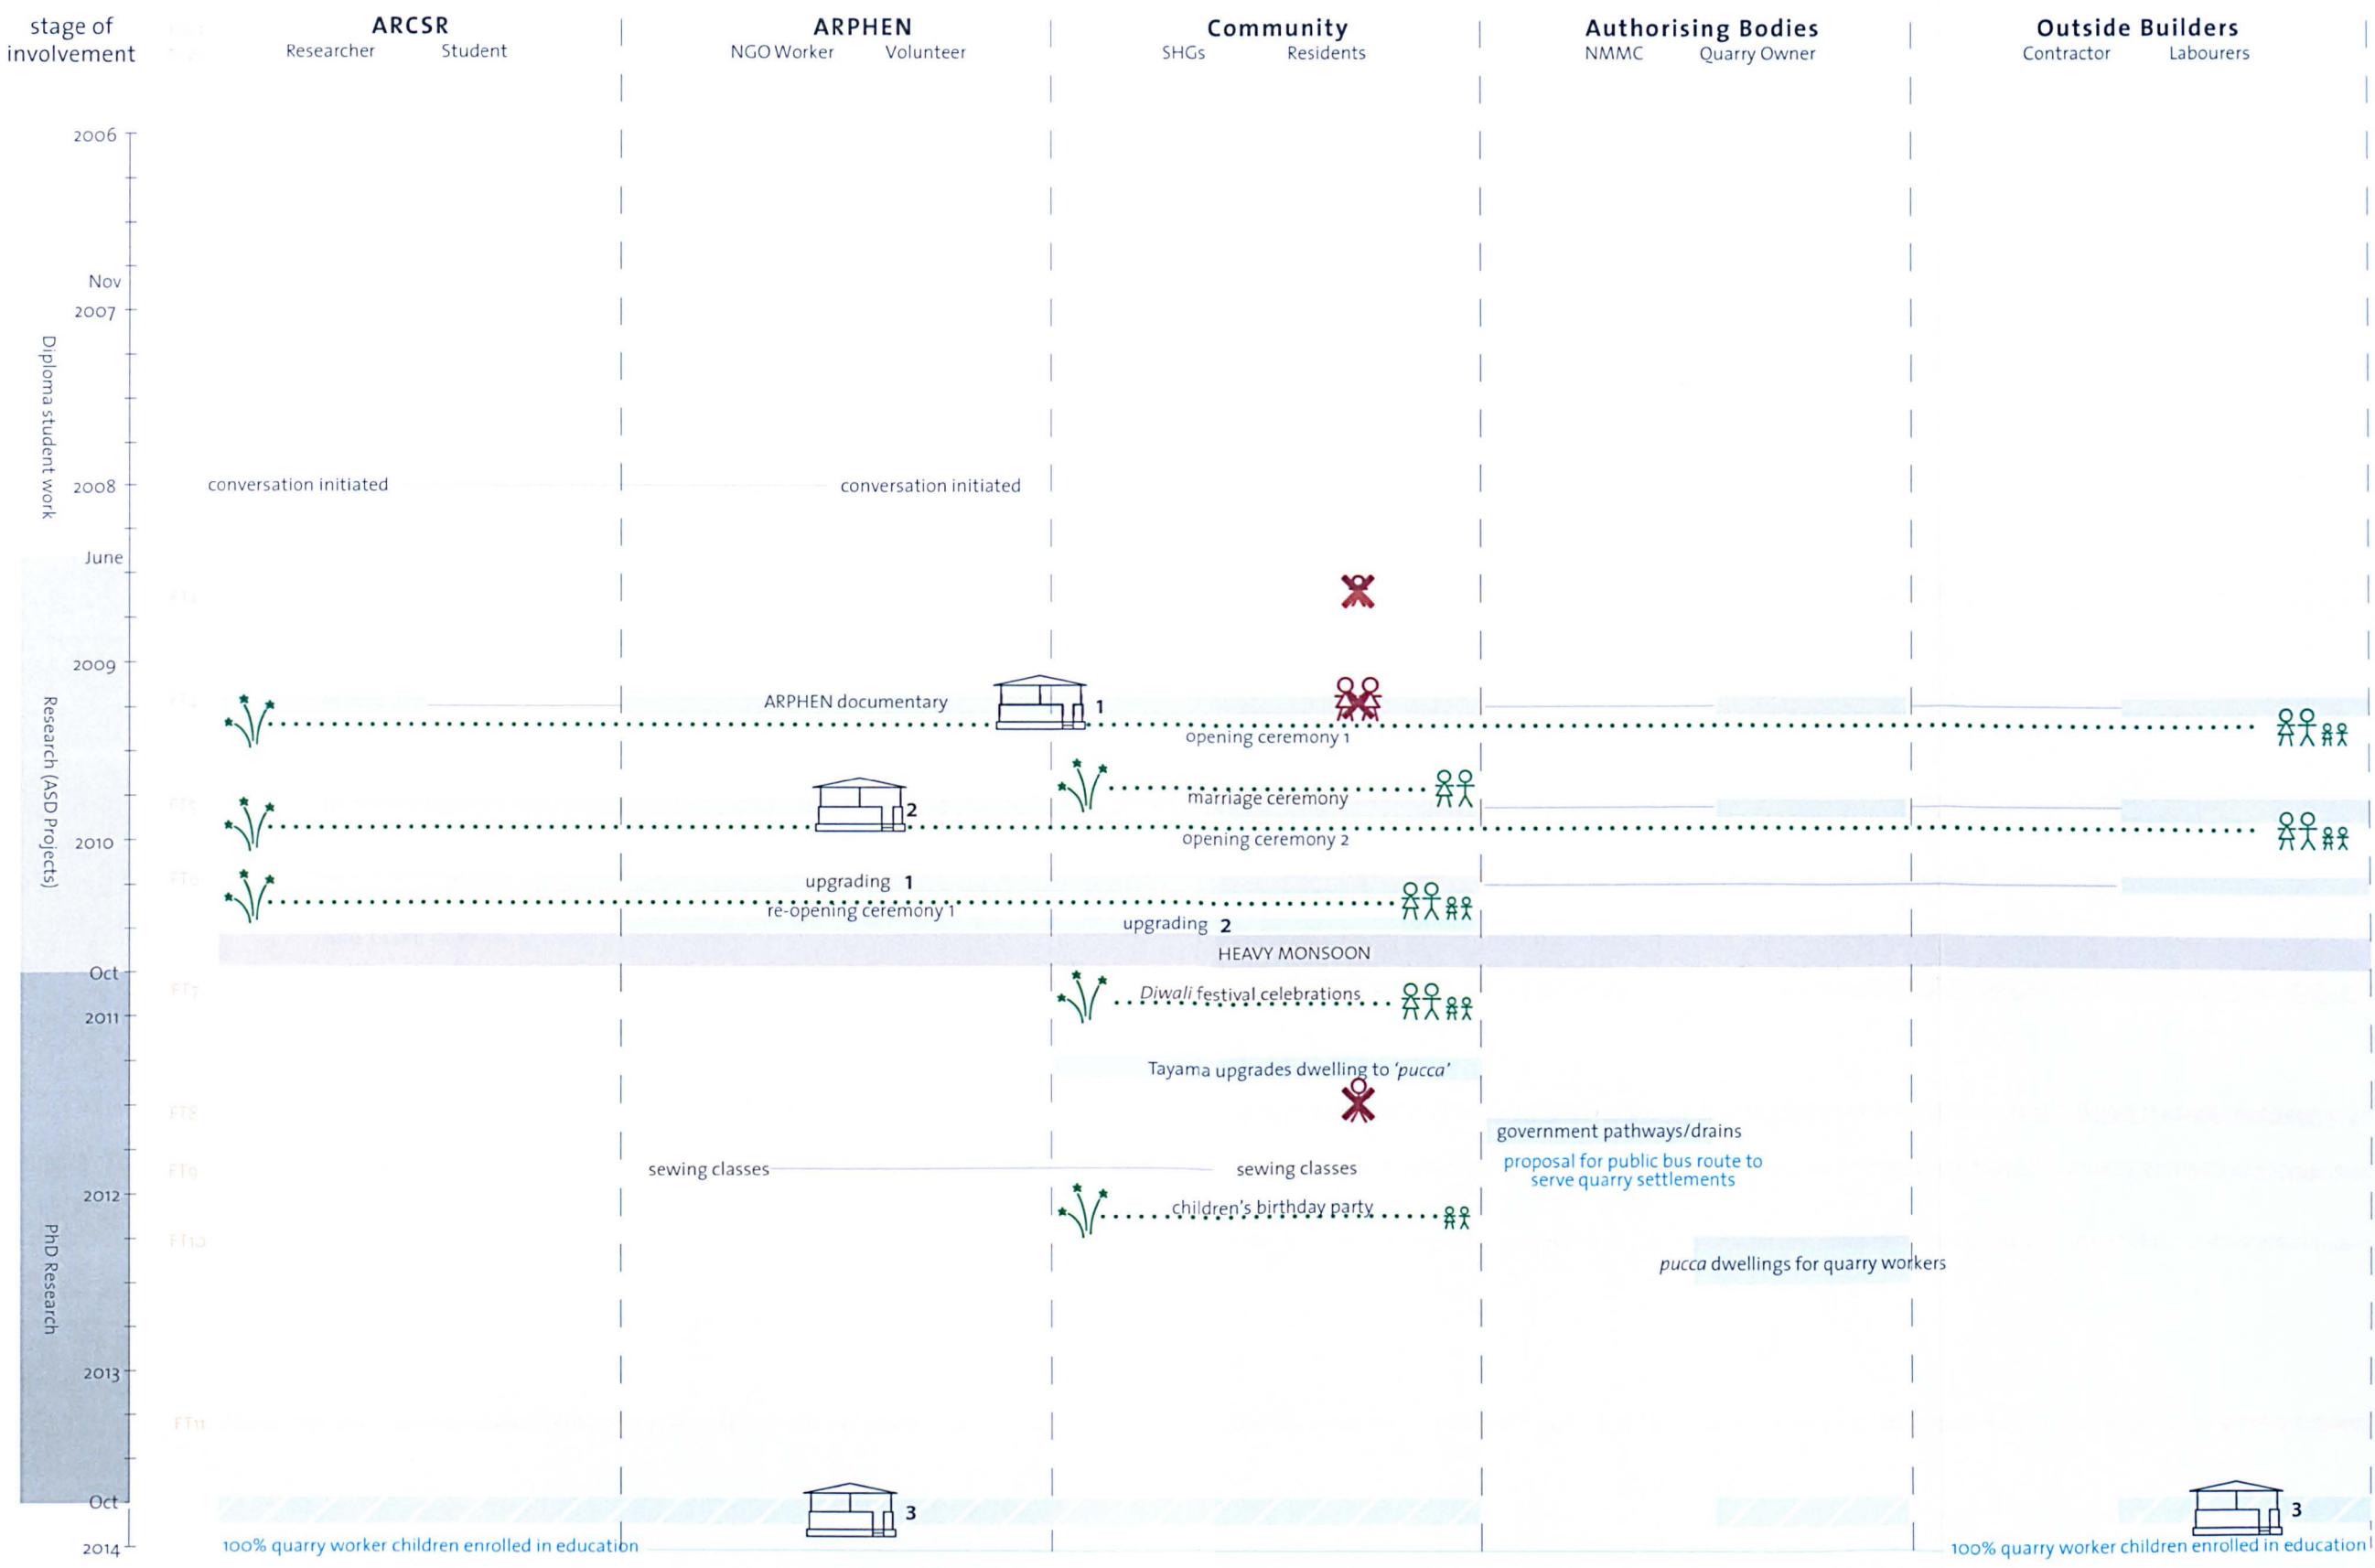 stage of involvement
ARCSR
Researcher Student
ARPHEN
NGO Worker Volunteer
Community
SHGs Residents
Authorising Bodies
NMMC Quarry Owner
Outside Builders
Contractor Labourers
2006
Nov
2007
Diploma student work
2008
conversation initiated
conversation initiated
June
2009
Research (ASD Projects)
ARPHEN documentary
1
opening ceremony 1
marriage ceremony
2
2010
opening ceremony 2
FT6
upgrading 1
re-opening ceremony 1
upgrading 2
HEAVY MONSOON
Oct
FT7
Diwali festival celebrations
2011
Tayama upgrades dwelling to ‘pucca’
FT8
government pathways/drains
FT9
sewing classes
sewing classes
proposal for public bus route to
serve quarry settlements
2012
children's birthday party
PhD Research
FT10
pucca dwellings for quarry workers
2013
FT11
Oct
3
3
2014
100% quarry worker children enrolled in education
100% quarry worker children enrolled in education